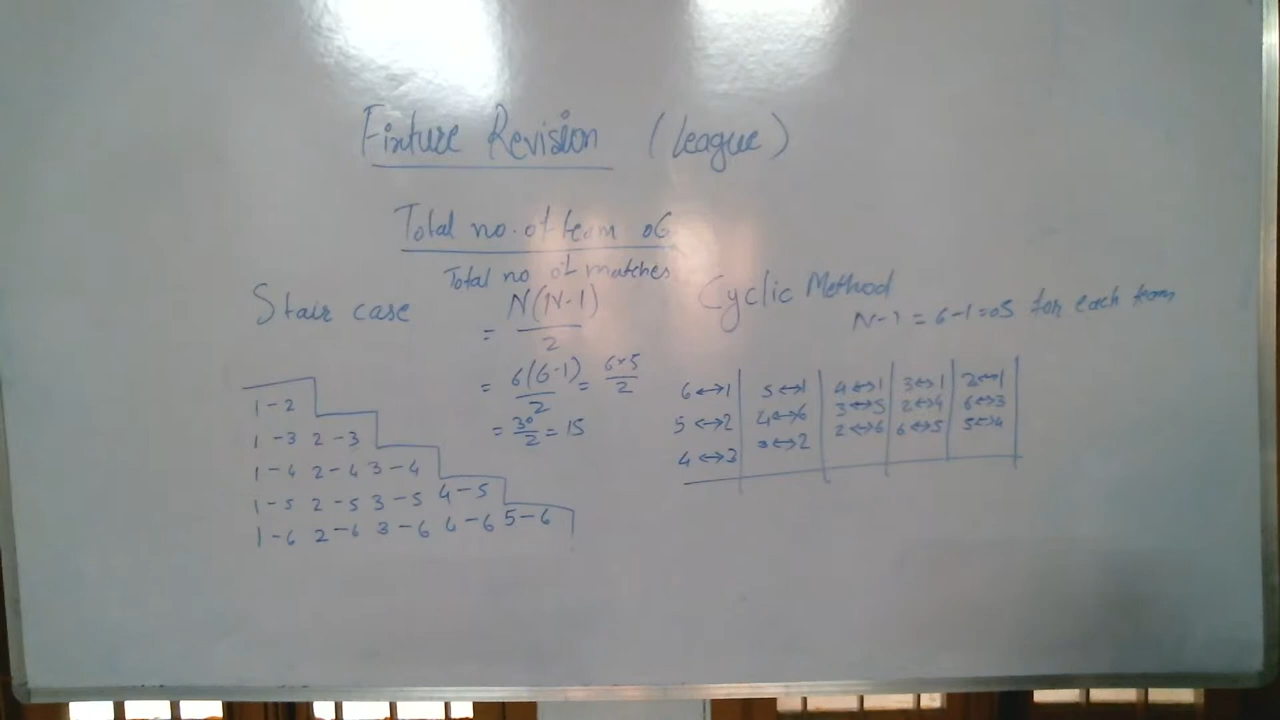 Fixture Revision (league)
Total no. of team 06
Total no of matches
Stair case
= N(N-1)
2
= 6(6-1) = 6×5
2 2
= 30 = 15
2
1-2
1-3 2-3
1-4 2-4 3-4
1-5 2-5 3-5 4-5
1-6 2-6 3-6 4-6 5-6
Cyclic Method
N-1 = 6-1=05 for each team
6↔1 5↔1 4↔1 3↔1 2↔1
5↔2 4↔6 3↔5 2↔4 6↔3
4↔3 3↔2 2↔6 6↔5 5↔4